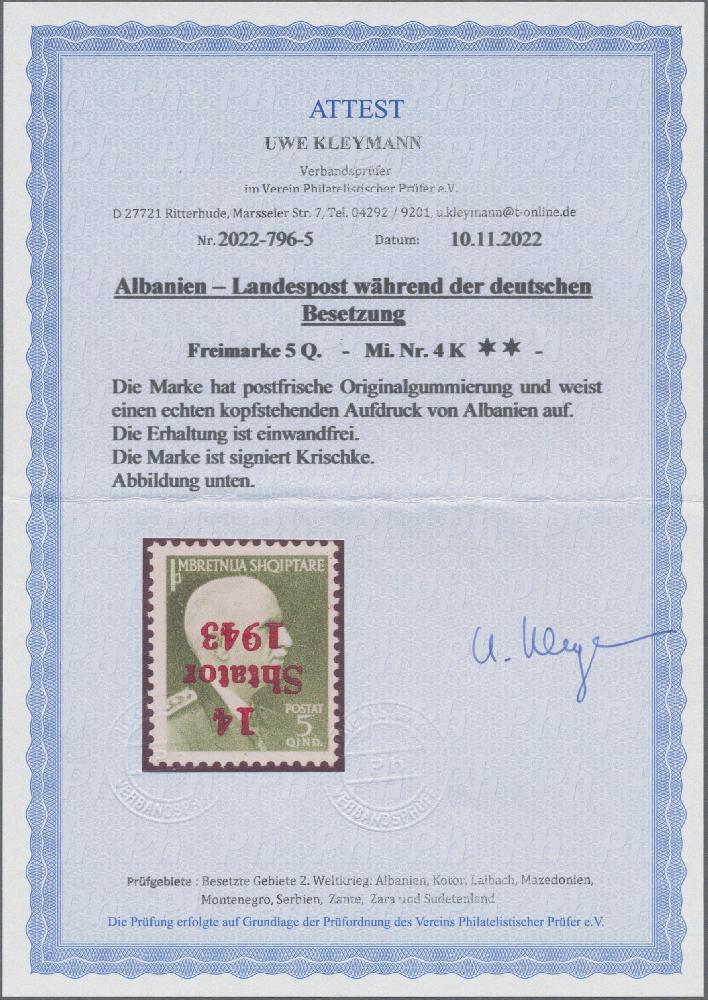 ATTEST
UWE KLEYMANN
Verbandsprüfer
im Verein Philatelistischer Prüfer e.V.
D 27721 Ritterhude, Marsseler Str. 7, Tel. 04292 / 9201, u.kleymann@t-online.de
Nr. 2022-796-5 Datum: 10.11.2022
Albanien – Landespost während der deutschen
Besetzung
Freimarke 5 Q. - Mi. Nr. 4 K ** -
Die Marke hat postfrische Originalgummierung und weist
einen echten kopfstehenden Aufdruck von Albanien auf.
Die Erhaltung ist einwandfrei.
Die Marke ist signiert Krischke.
Abbildung unten.
MBRETNIJA SHQIPTARE
14
Shtator
1943
POSTAT
5
QIND.
VERBANDSPRÜF
VERBANDSPRÜF
Prüfgebiete : Besetzte Gebiete 2. Weltkrieg: Albanien, Kotor, Laibach, Mazedonien,
Montenegro, Serbien, Zante, Zara und Sudetenland
Die Prüfung erfolgte auf Grundlage der Prüfordnung des Vereins Philatelistischer Prüfer e.V.